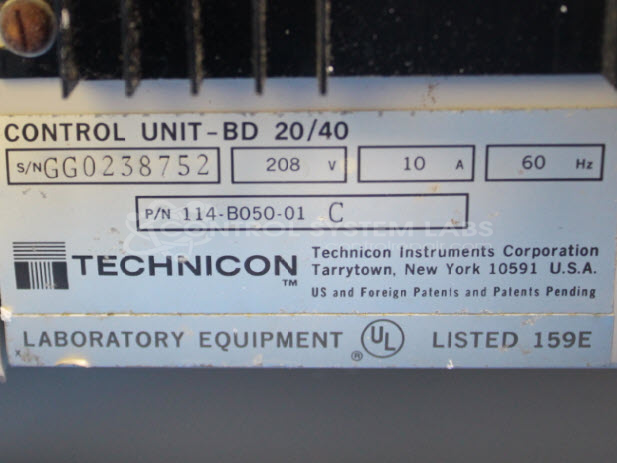 CONTROL UNIT-BD 20/40
S/N GG0238752 208 V 10 A 60 Hz
P/N 114-B050-01 C
CONTROL SYSTEM LABS
TECHNICON™
Technicon Instruments Corporation
Tarrytown, New York 10591 U.S.A.
US and Foreign Patents and Patents Pending
LABORATORY EQUIPMENT UL® LISTED 159E